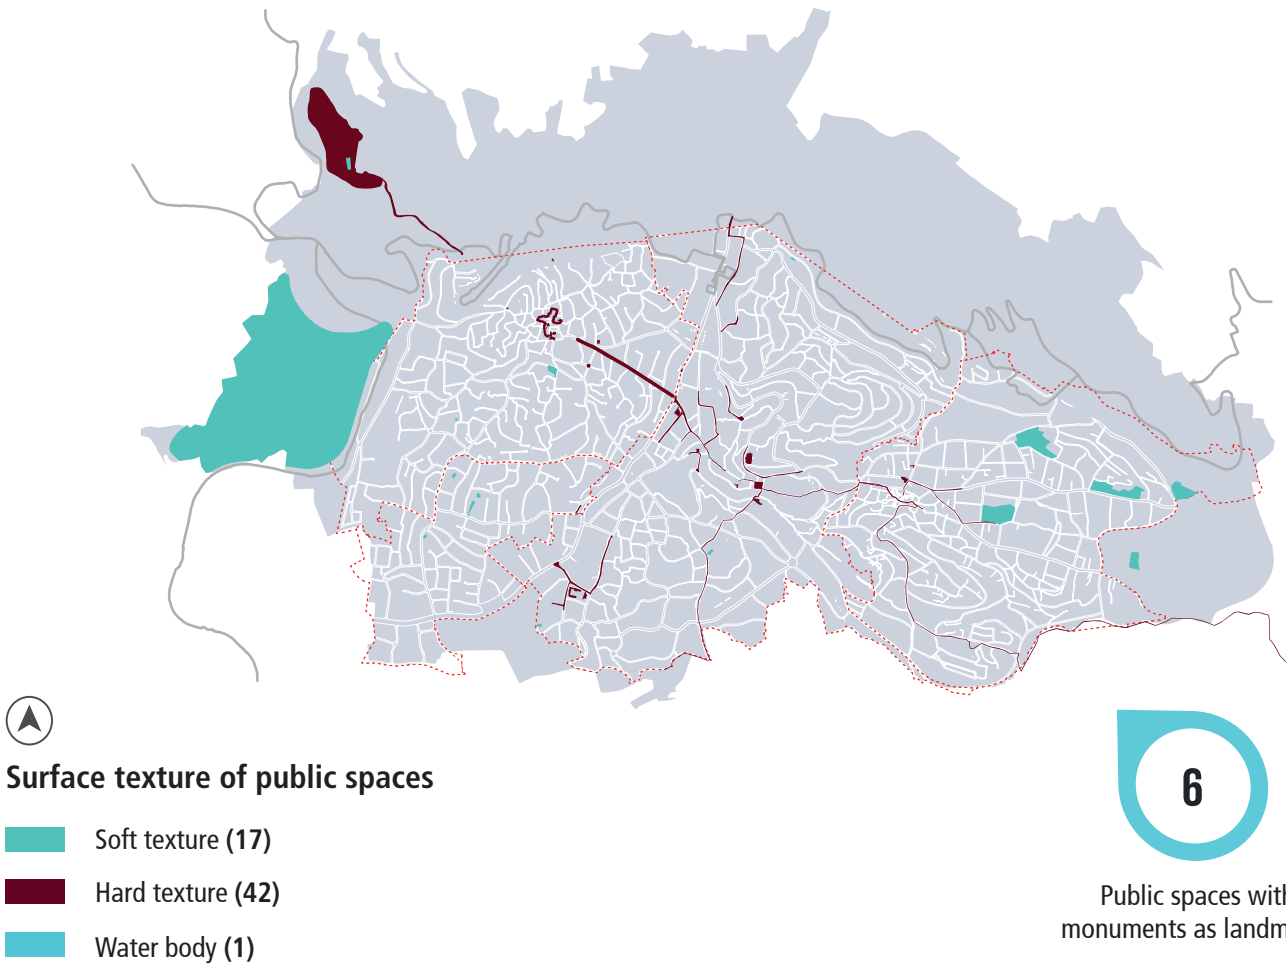 Surface texture of public spaces
Soft texture (17)
Hard texture (42)
Water body (1)
6
Public spaces with
monuments as landm